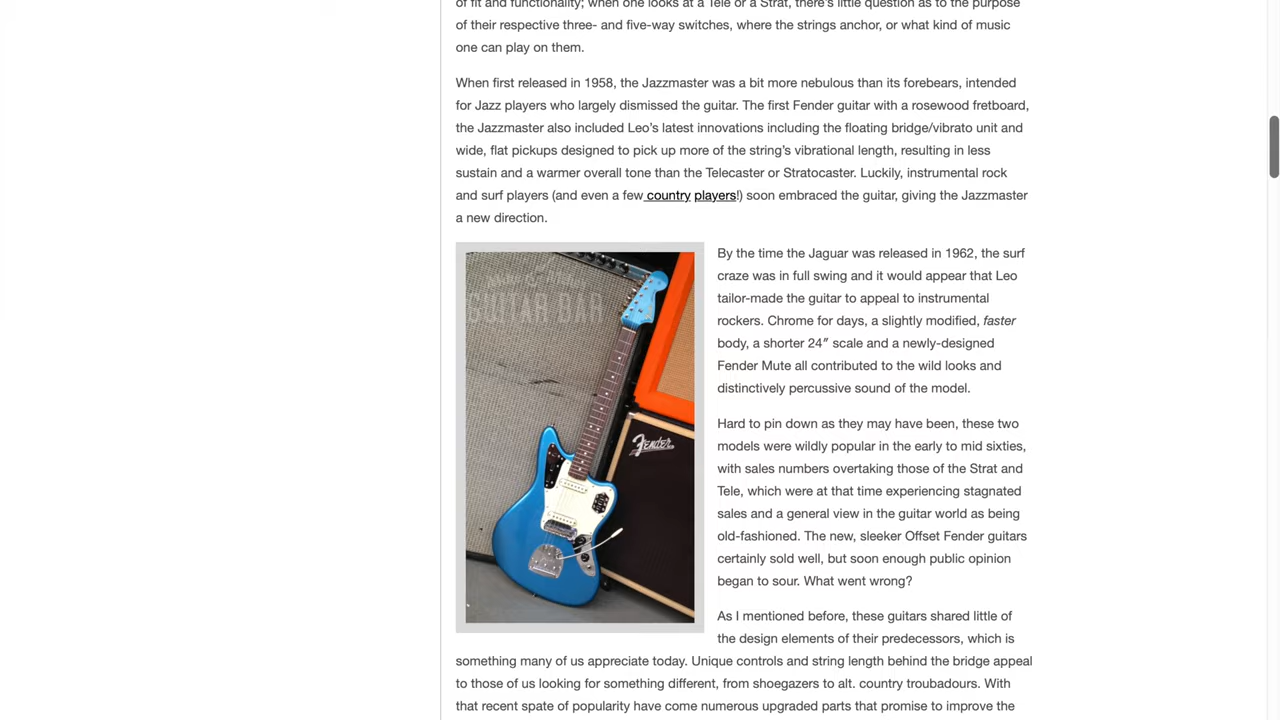 of fit and functionality; when one looks at a Tele or a Strat, there's little question as to the purpose
of their respective three- and five-way switches, where the strings anchor, or what kind of music
one can play on them.
When first released in 1958, the Jazzmaster was a bit more nebulous than its forebears, intended
for Jazz players who largely dismissed the guitar. The first Fender guitar with a rosewood fretboard,
the Jazzmaster also included Leo's latest innovations including the floating bridge/vibrato unit and
wide, flat pickups designed to pick up more of the string's vibrational length, resulting in less
sustain and a warmer overall tone than the Telecaster or Stratocaster. Luckily, instrumental rock
and surf players (and even a few country players!) soon embraced the guitar, giving the Jazzmaster
a new direction.
GUITAR BAR
Fender
By the time the Jaguar was released in 1962, the surf
craze was in full swing and it would appear that Leo
tailor-made the guitar to appeal to instrumental
rockers. Chrome for days, a slightly modified, faster
body, a shorter 24″ scale and a newly-designed
Fender Mute all contributed to the wild looks and
distinctively percussive sound of the model.
Hard to pin down as they may have been, these two
models were wildly popular in the early to mid sixties,
with sales numbers overtaking those of the Strat and
Tele, which were at that time experiencing stagnated
sales and a general view in the guitar world as being
old-fashioned. The new, sleeker Offset Fender guitars
certainly sold well, but soon enough public opinion
began to sour. What went wrong?
As I mentioned before, these guitars shared little of
the design elements of their predecessors, which is
something many of us appreciate today. Unique controls and string length behind the bridge appeal
to those of us looking for something different, from shoegazers to alt. country troubadours. With
that recent spate of popularity have come numerous upgraded parts that promise to improve the